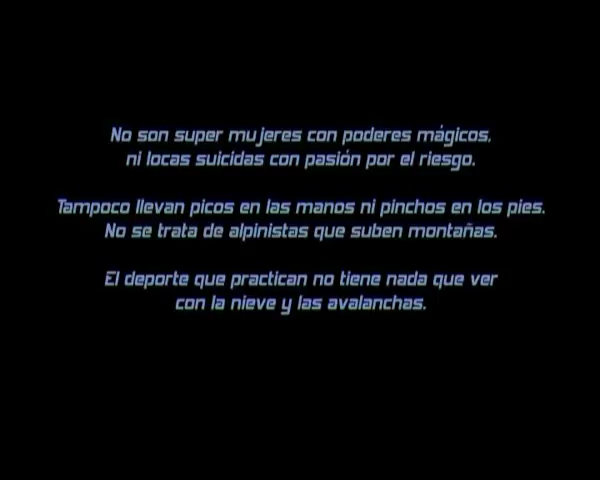 No son super mujeres con poderes mágicos,
ni locas suicidas con pasión por el riesgo.
Tampoco llevan picos en las manos ni pinchos en los pies.
No se trata de alpinistas que suben montañas.
El deporte que practican no tiene nada que ver
con la nieve y las avalanchas.